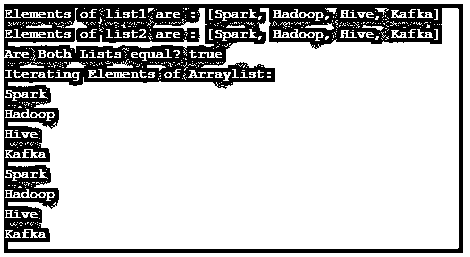 Elements of list1 are : [Spark, Hadoop, Hive, Kafka]
Elements of list2 are : [Spark, Hadoop, Hive, Kafka]
Are Both Lists equal? true
Iterating Elements of Arraylist:
Spark
Hadoop
Hive
Kafka
Spark
Hadoop
Hive
Kafka